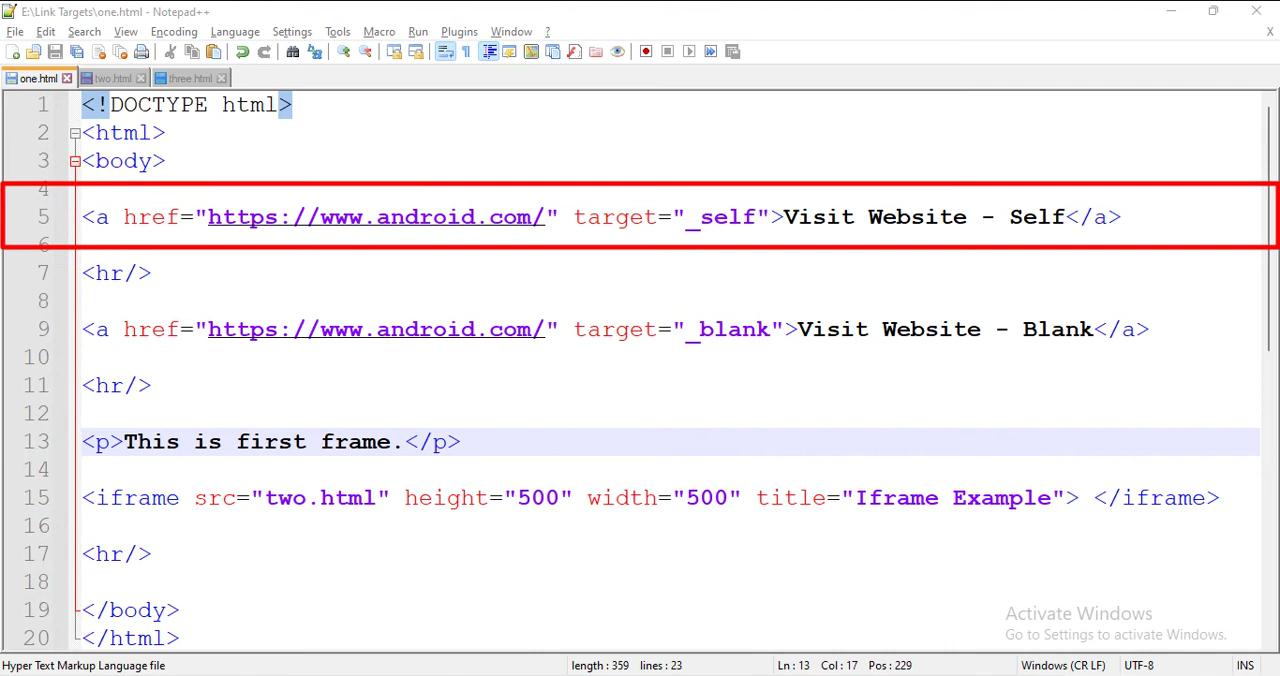 E:\Link Targets\one.html - Notepad++
File Edit Search View Encoding Language Settings Tools Macro Run Plugins Window ? X
one.html two.html three.html
1 <!DOCTYPE html>
2 <html>
3 <body>
4
5 <a href="https://www.android.com/" target="_self">Visit Website - Self</a>
6
7 <hr/>
8
9 <a href="https://www.android.com/" target="_blank">Visit Website - Blank</a>
10
11 <hr/>
12
13 <p>This is first frame.</p>
14
15 <iframe src="two.html" height="500" width="500" title="Iframe Example"> </iframe>
16
17 <hr/>
18
19 </body>
20 </html>
Activate Windows
Go to Settings to activate Windows.
Hyper Text Markup Language file length : 359 lines : 23 Ln : 13 Col : 17 Pos : 229 Windows (CR LF) UTF-8 INS